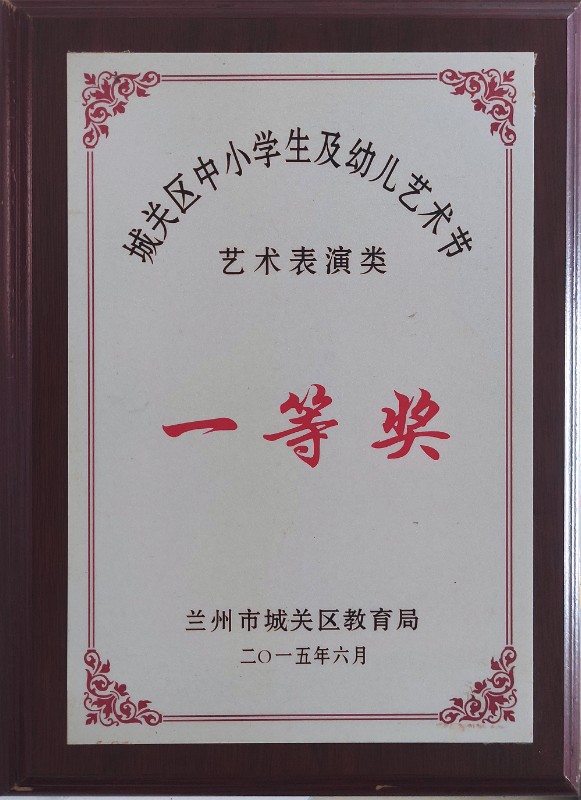 城关区中小学生及幼儿艺术节
艺术表演类
一等奖
兰州市城关区教育局
二〇一五年六月